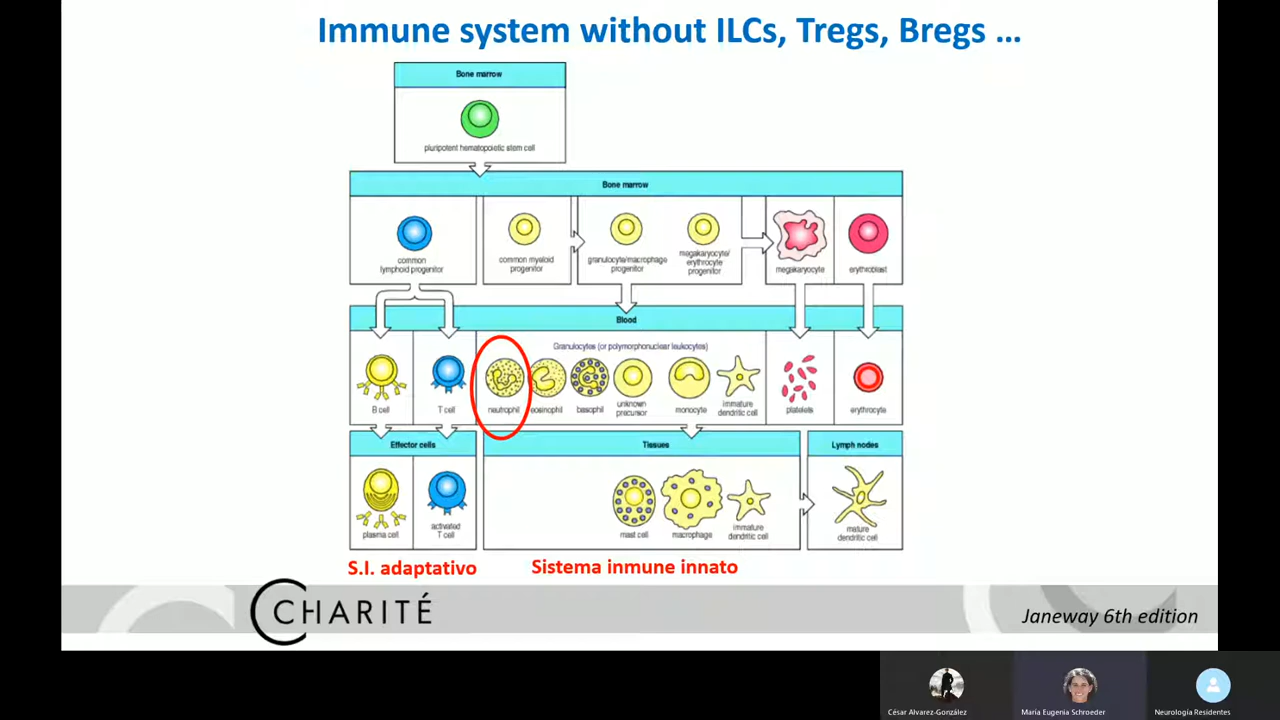 Immune system without ILCs, Tregs, Bregs ...
Bone marrow
pluripotent hematopoietic stem cell
Bone marrow
common
lymphoid progenitor
common myeloid
progenitor
granulocyte/macrophage
progenitor
megakaryocyte/
erythrocyte
progenitor
megakaryocyte
erythroblast
Blood
Granulocytes (or polymorphonuclear leukocytes)
B cell
T cell
neutrophil
eosinophil
basophil
unknown
precursor
monocyte
immature
dendritic cell
platelets
erythrocyte
Effector cells
Tissues
Lymph nodes
plasma cell
activated
T cell
mast cell
macrophage
immature
dendritic cell
mature
dendritic cell
S.I. adaptativo
Sistema inmune innato
CHARITÉ
Janeway 6th edition
César Alvarez-González
María Eugenia Schroeder
Neurología Residentes